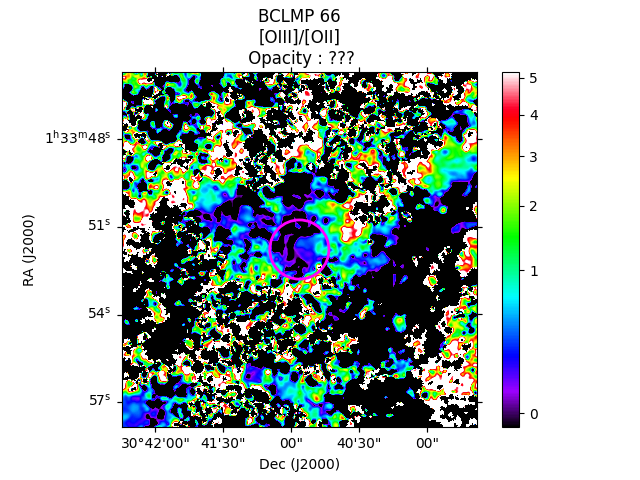 BCLMP 66
[OIII]/[OII]
Opacity : ???
RA (J2000)
1ʰ33ᵐ48ˢ
51ˢ
54ˢ
57ˢ
30°42'00" 41'30" 00" 40'30" 00"
Dec (J2000)
5
4
3
2
1
0